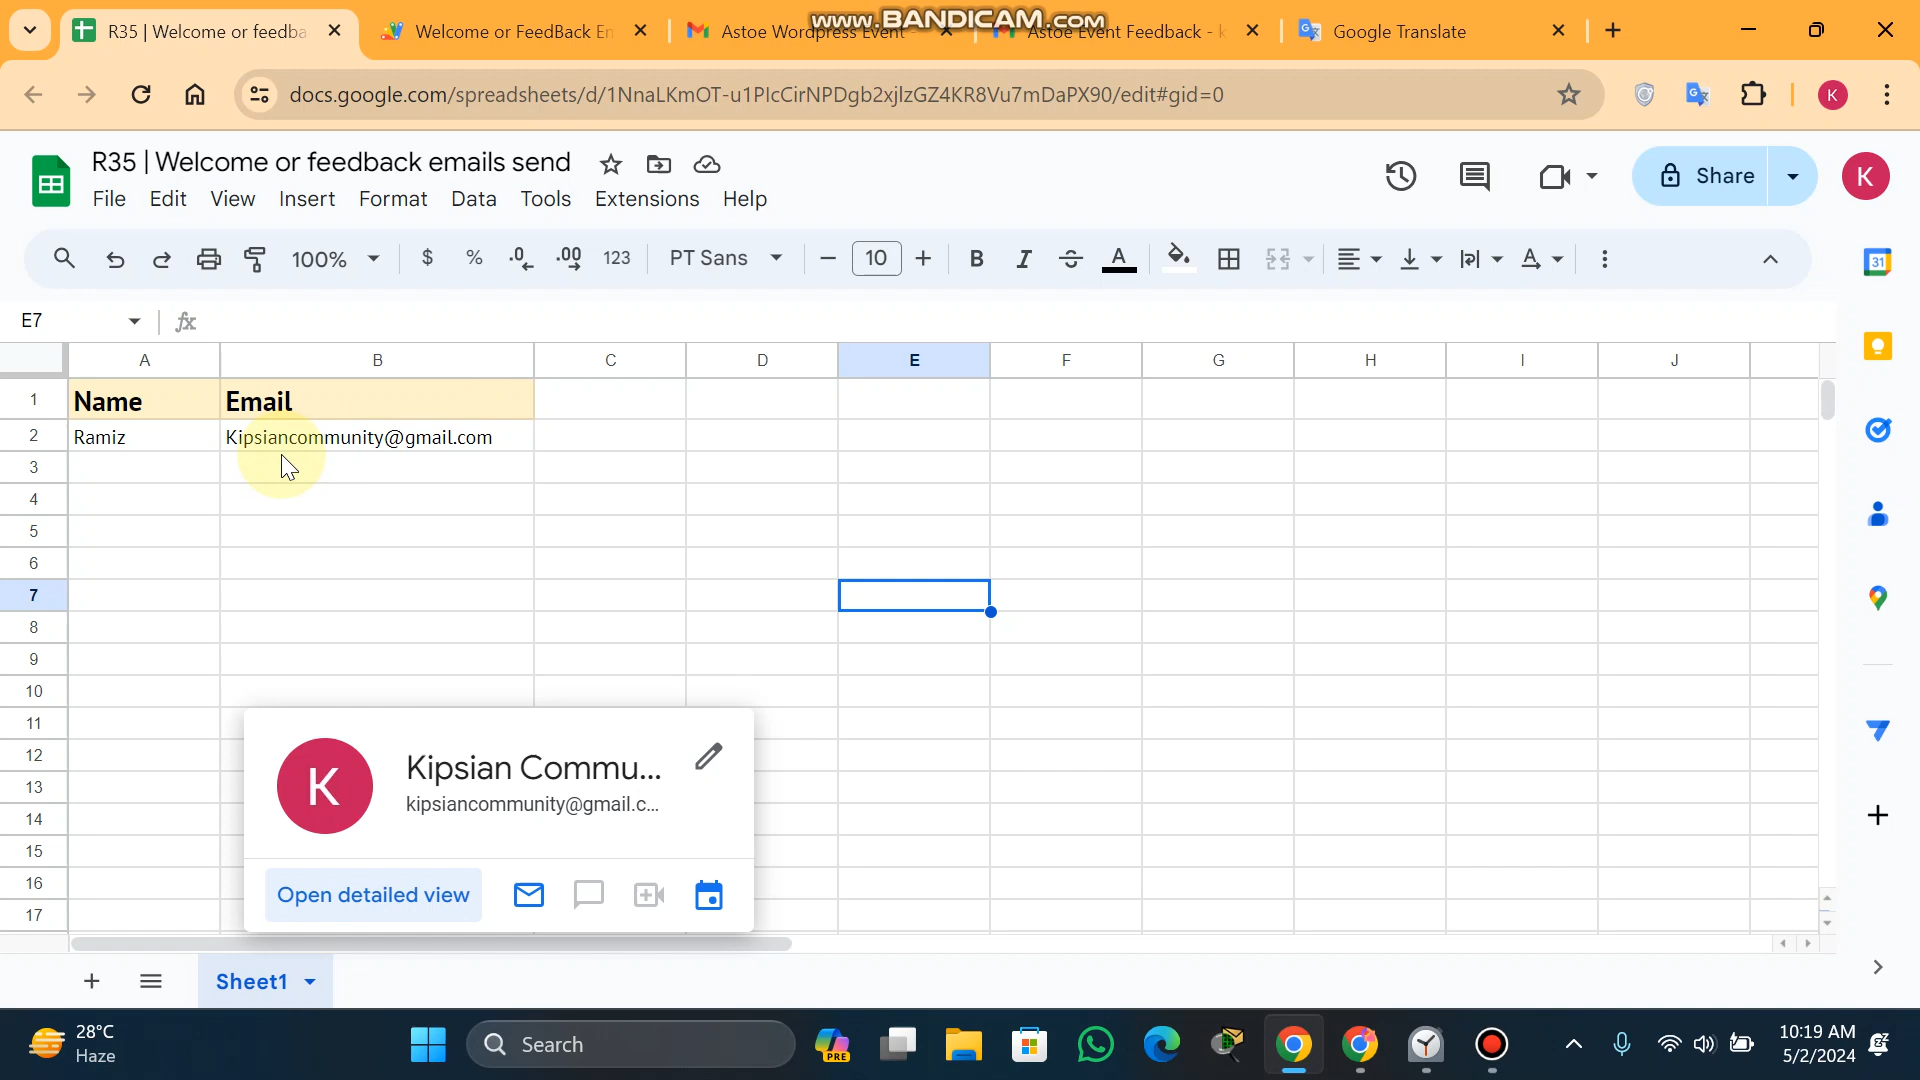 www.BANDICAM.com
R35 | Welcome or feedba
Welcome or FeedBack En
Astoe Wordpress Event -
Astoe Event Feedback - k
Google Translate
docs.google.com/spreadsheets/d/1NnaLKmOT-u1PlcCirNPDgb2xjlzGZ4KR8Vu7mDaPX90/edit#gid=0
K
R35 | Welcome or feedback emails send
File Edit View Insert Format Data Tools Extensions Help
Share
K
100% $ % .0 .00 123 PT Sans 10 B I S A
31
E7 fx
A B C D E F G H I J
1 Name Email
2 Ramiz Kipsiancommunity@gmail.com
3
4
5
6
7
8
9
10
11
12
13
14
15
16
17
K
Kipsian Commu...
kipsiancommunity@gmail.c...
Open detailed view
Sheet1
28°C
Haze
Search
PRE
10:19 AM
5/2/2024